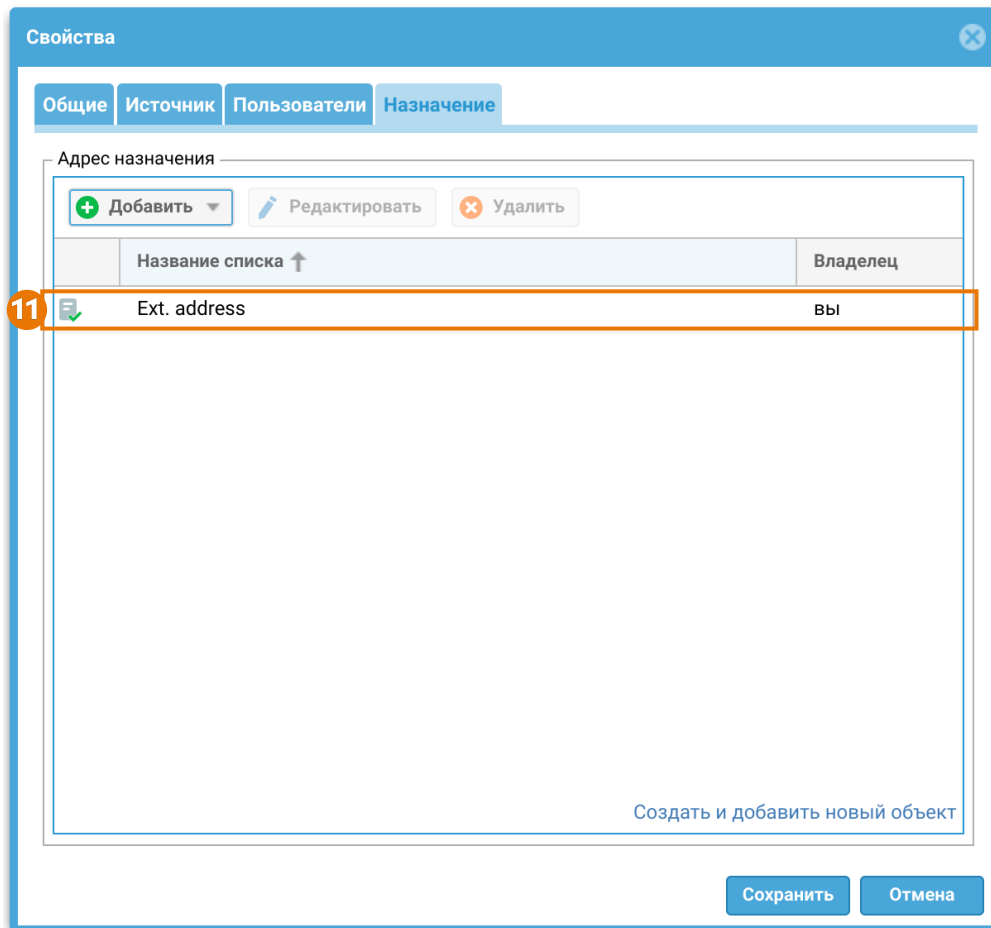 Свойства
Общие Источник Пользователи Назначение
Адрес назначения
Добавить Редактировать Удалить
Название списка Владелец
11 Ext. address вы
Создать и добавить новый объект
Сохранить Отмена